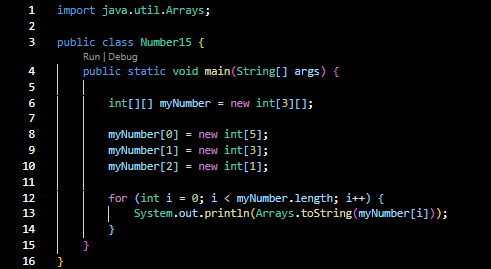 1 import java.util.Arrays;
2
3 public class Number15 {
Run | Debug
4 public static void main(String[] args) {
5
6 int[][] myNumber = new int[3][];
7
8 myNumber[0] = new int[5];
9 myNumber[1] = new int[3];
10 myNumber[2] = new int[1];
11
12 for (int i = 0; i < myNumber.length; i++) {
13 System.out.println(Arrays.toString(myNumber[i]));
14 }
15 }
16 }